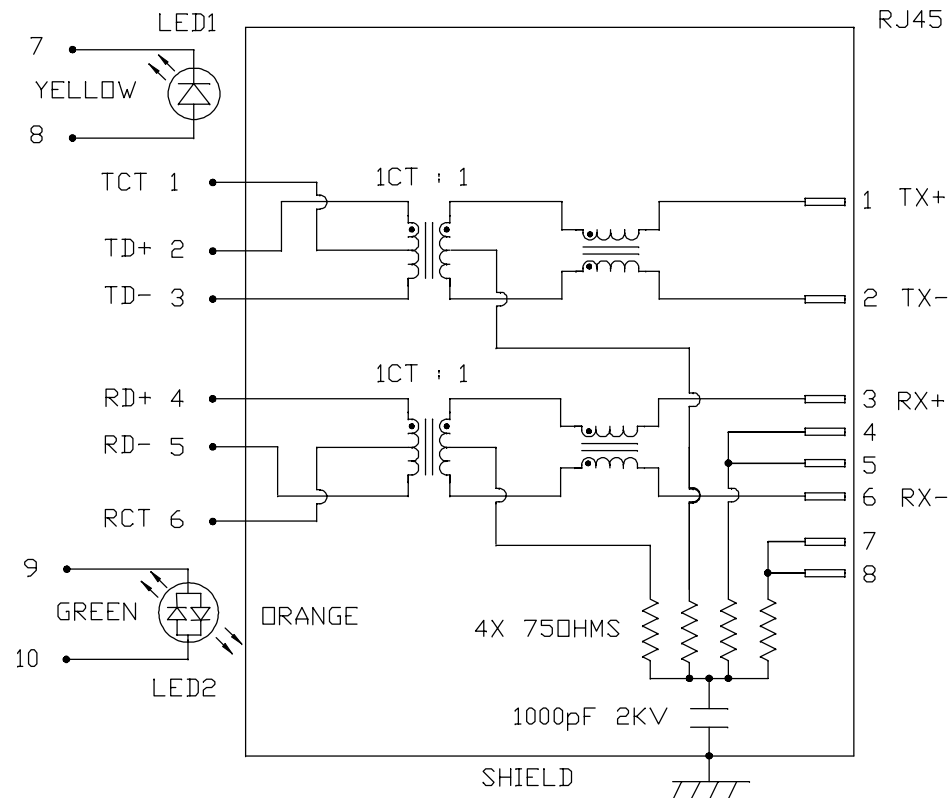 LED1
RJ45
7
YELLOW
8
TCT 1
1CT : 1
1 TX+
TD+ 2
TD- 3
2 TX-
1CT : 1
RD+ 4
3 RX+
4
RD- 5
5
6 RX-
RCT 6
7
9
8
GREEN
ORANGE
4X 75OHMS
10
LED2
1000pF 2KV
SHIELD